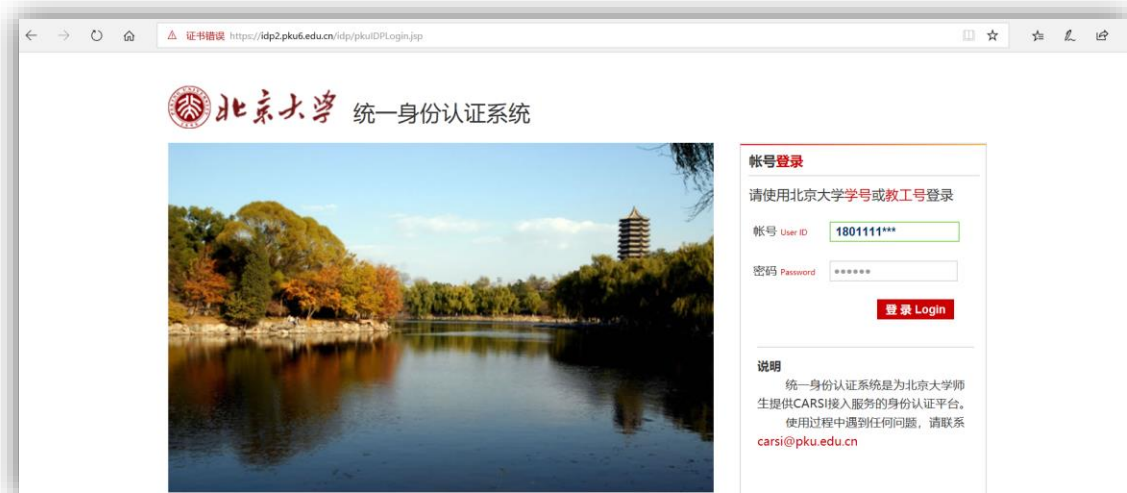 证书错误 https://idp2.pku6.edu.cn/idp/pkuIDPLogin.jsp
北京大学 统一身份认证系统
帐号登录
请使用北京大学学号或教工号登录
帐号 User ID 1801111***
密码 Password ••••••
登 录 Login
说明
统一身份认证系统是为北京大学师
生提供CARSI接入服务的身份认证平台。
使用过程中遇到任何问题，请联系
carsi@pku.edu.cn